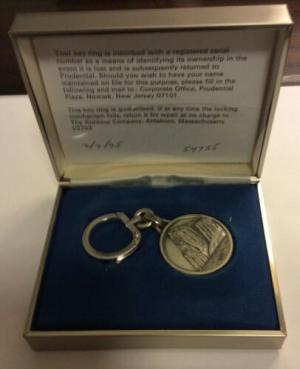 Your key ring is inscribed with a registered serial
number as a means of identifying its ownership in the
event it is lost and is subsequently returned to
Prudential. Should you wish to have your name
maintained on file for this purpose, please fill in the
following and mail to: Corporate Office, Prudential
Plaza, Newark, New Jersey 07101.
This key ring is guaranteed. If at any time the locking
mechanism fails, return it for repair at no charge to
The Robbins Company, Attleboro, Massachusetts
02703
54755